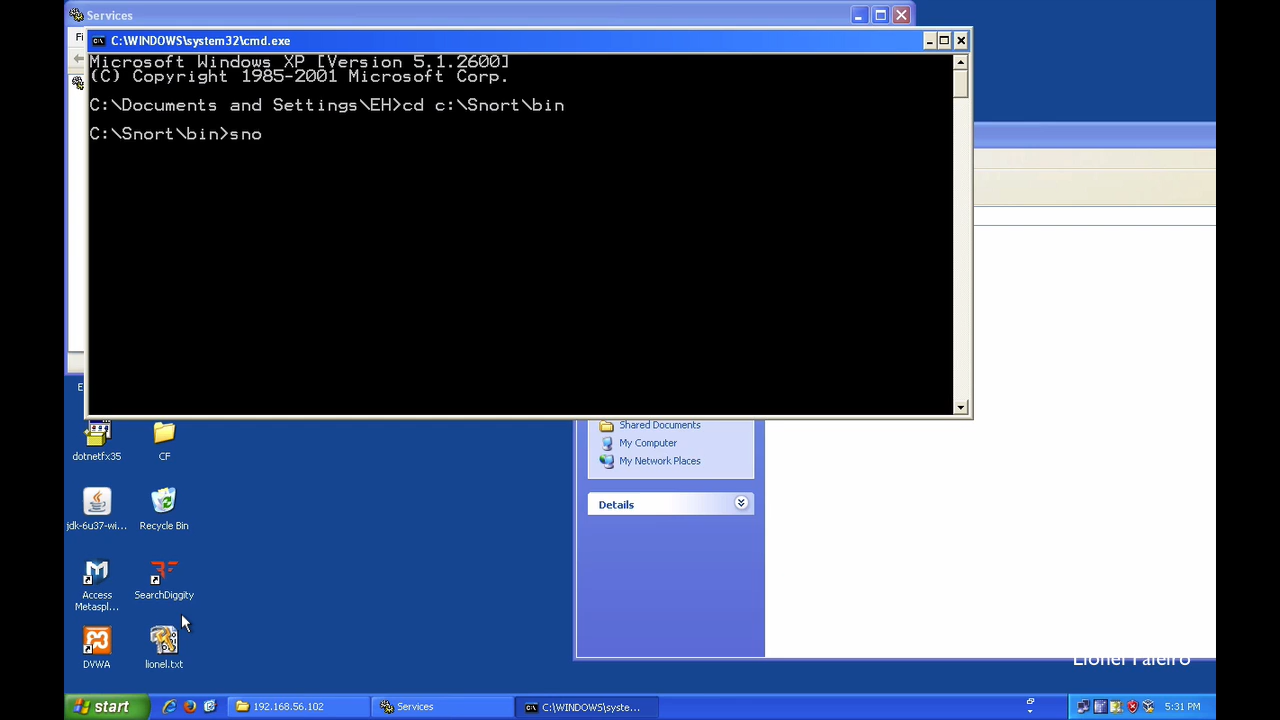 Services
Fi
C:\WINDOWS\system32\cmd.exe
Microsoft Windows XP [Version 5.1.2600]
(C) Copyright 1985-2001 Microsoft Corp.
C:\Documents and Settings\EH>cd c:\Snort\bin
C:\Snort\bin>sno
E
dotnetfx35
CF
jdk-6u37-wi...
Recycle Bin
Access
Metaspl...
SearchDiggity
DVWA
lionel.txt
Shared Documents
My Computer
My Network Places
Details
Lionel Faleiro
start
192.168.56.102
Services
C:\WINDOWS\syste...
5:31 PM